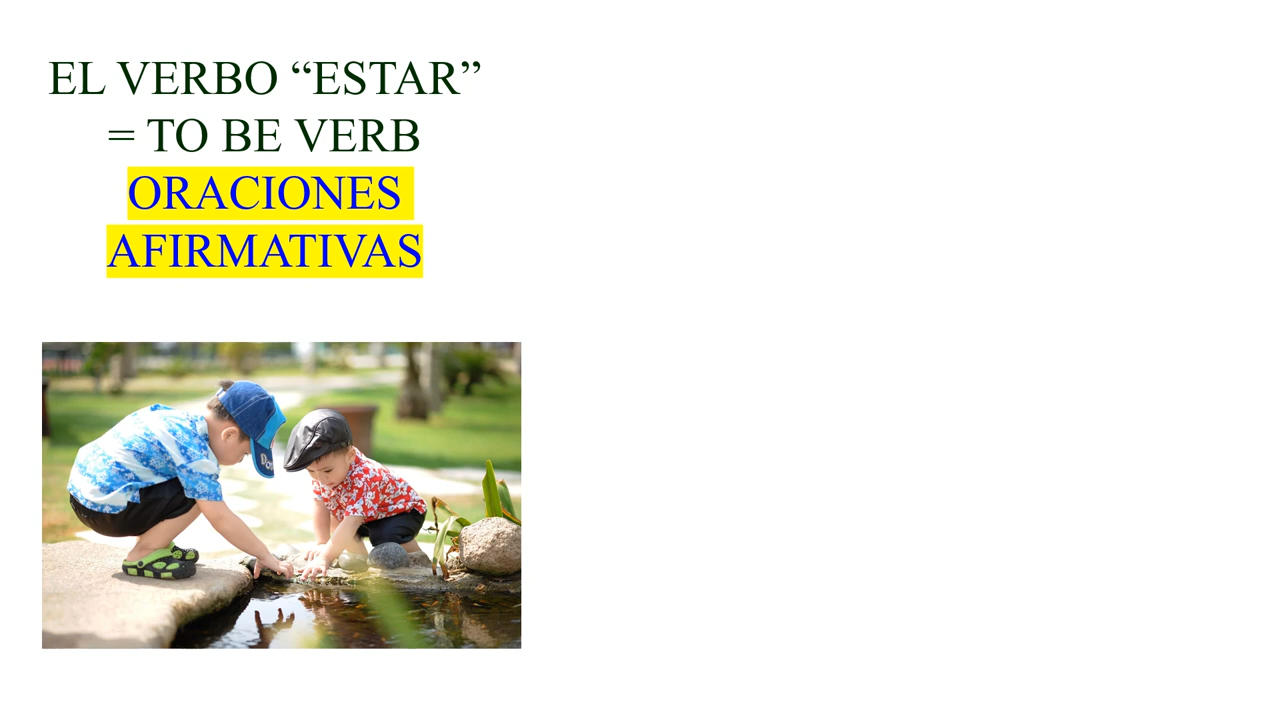 EL VERBO “ESTAR”
= TO BE VERB
ORACIONES
AFIRMATIVAS